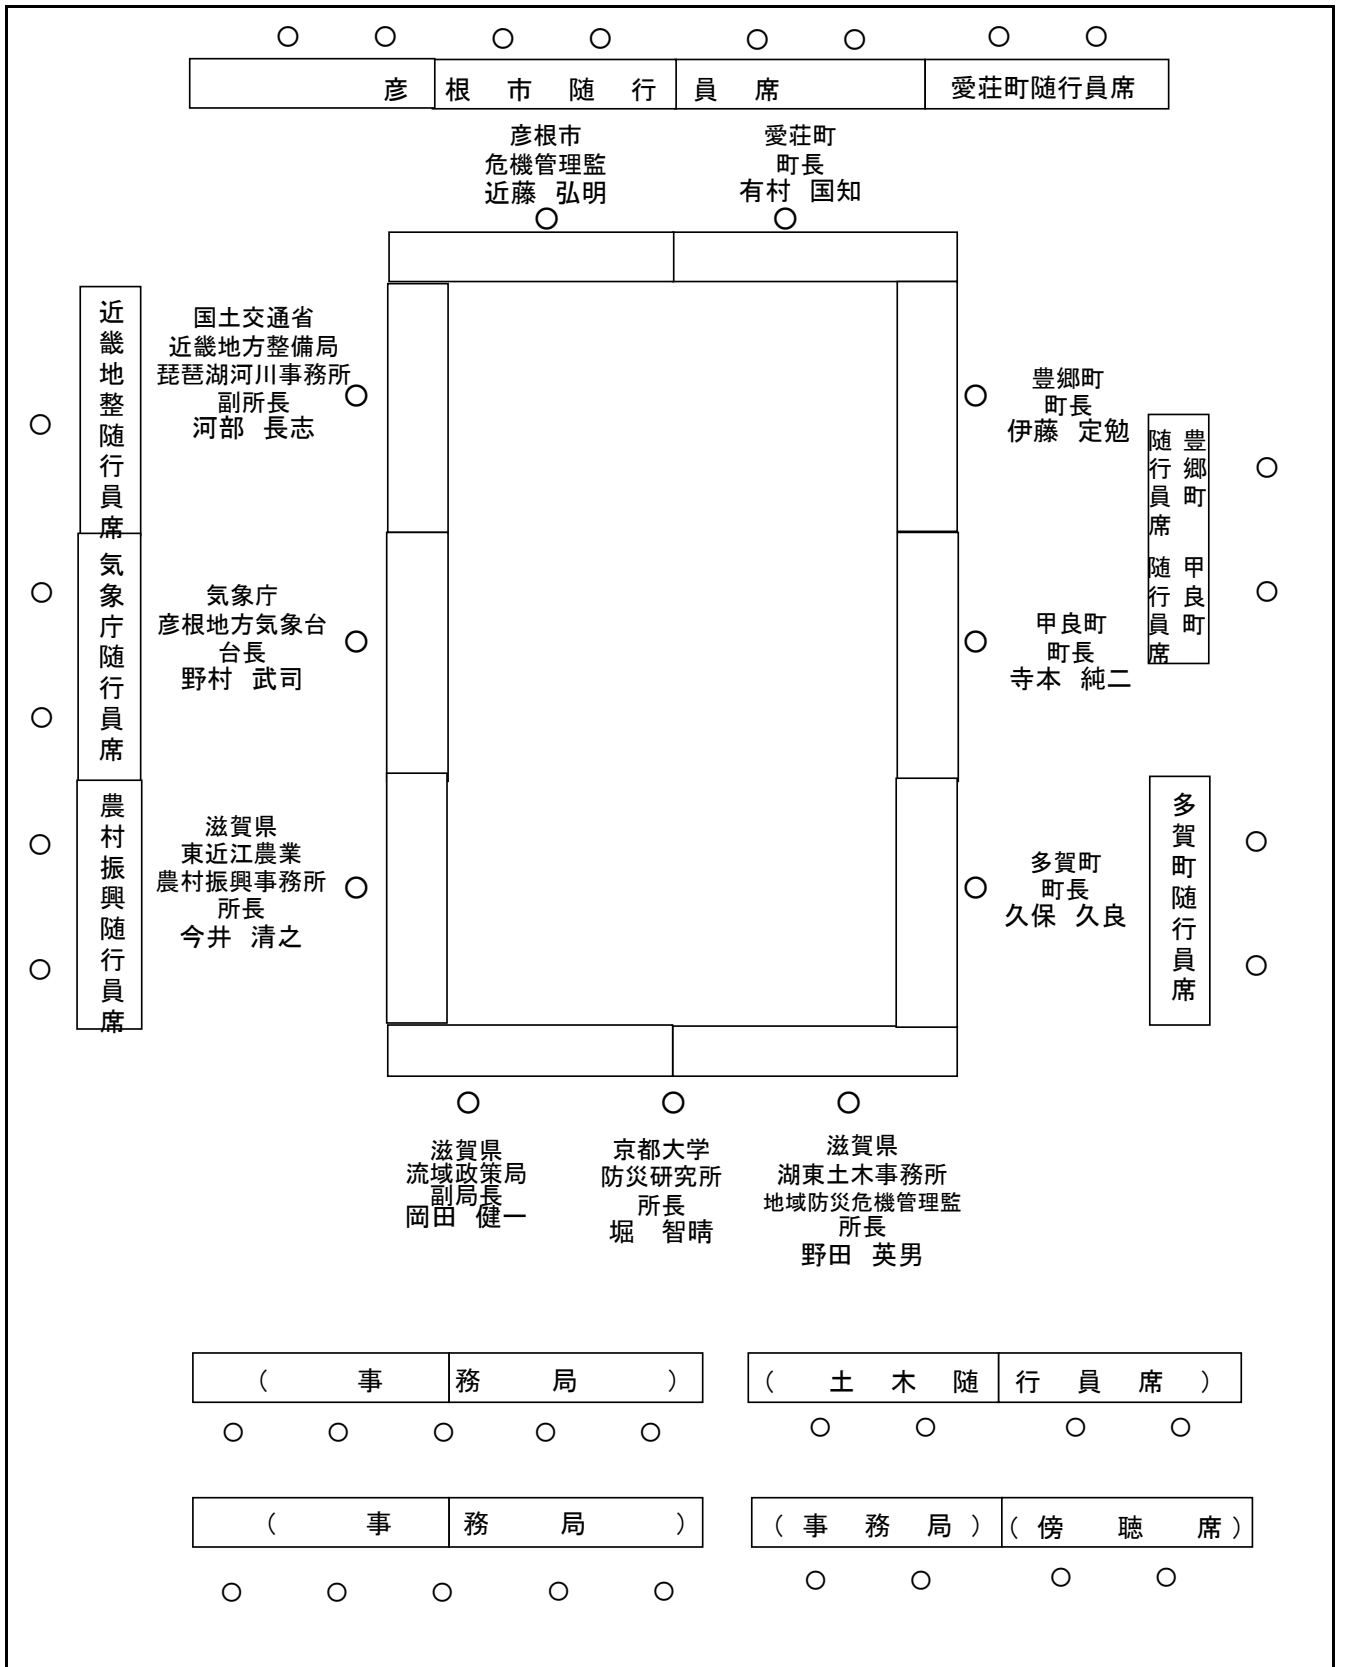 彦根市随行員席
愛荘町随行員席
彦根市
危機管理監
近藤 弘明
愛荘町
町長
有村 国知
近畿地整随行員席
国土交通省
近畿地方整備局
琵琶湖河川事務所
副所長
河部 長志
豊郷町
町長
伊藤 定勉
豊郷町
随行員席
気象庁随行員席
気象庁
彦根地方気象台
台長
野村 武司
甲良町
町長
寺本 純二
甲良町
随行員席
農村振興随行員席
滋賀県
東近江農業
農村振興事務所
所長
今井 清之
多賀町
町長
久保 久良
多賀町随行員席
滋賀県
流域政策局
副局長
岡田 健一
京都大学
防災研究所
所長
堀 智晴
滋賀県
湖東土木事務所
地域防災危機管理監
所長
野田 英男
(事務局)
(土木随行員席)
(事務局)
(事務局)
(傍聴席)